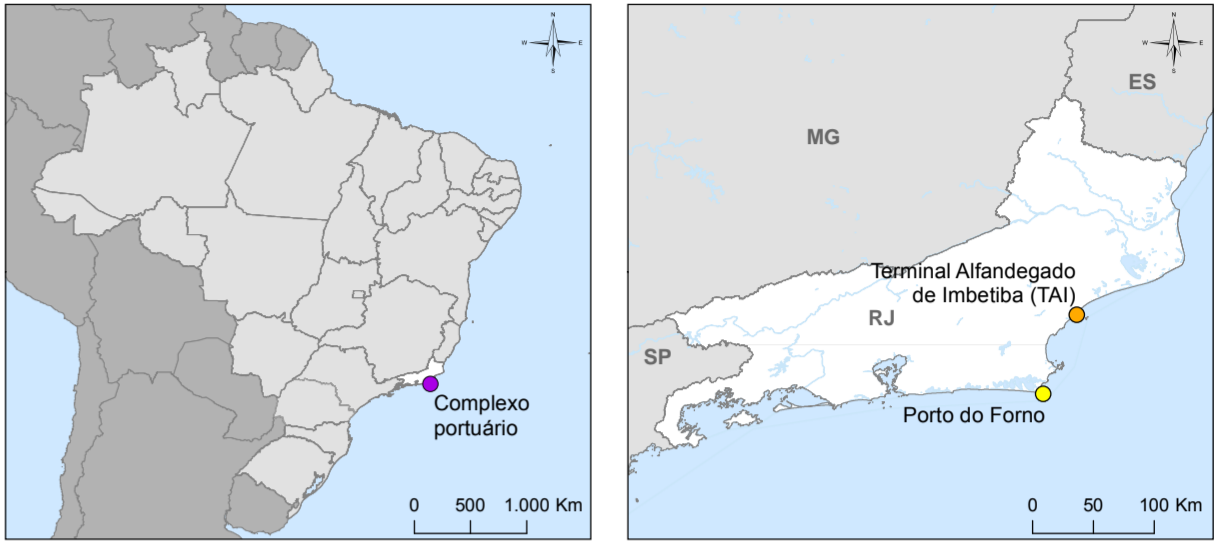 N
W E
S
Complexo
portuário
0 500 1.000 Km
N
W E
S
ES
MG
Terminal Alfandegado
de Imbetiba (TAI)
RJ
SP
Porto do Forno
0 50 100 Km